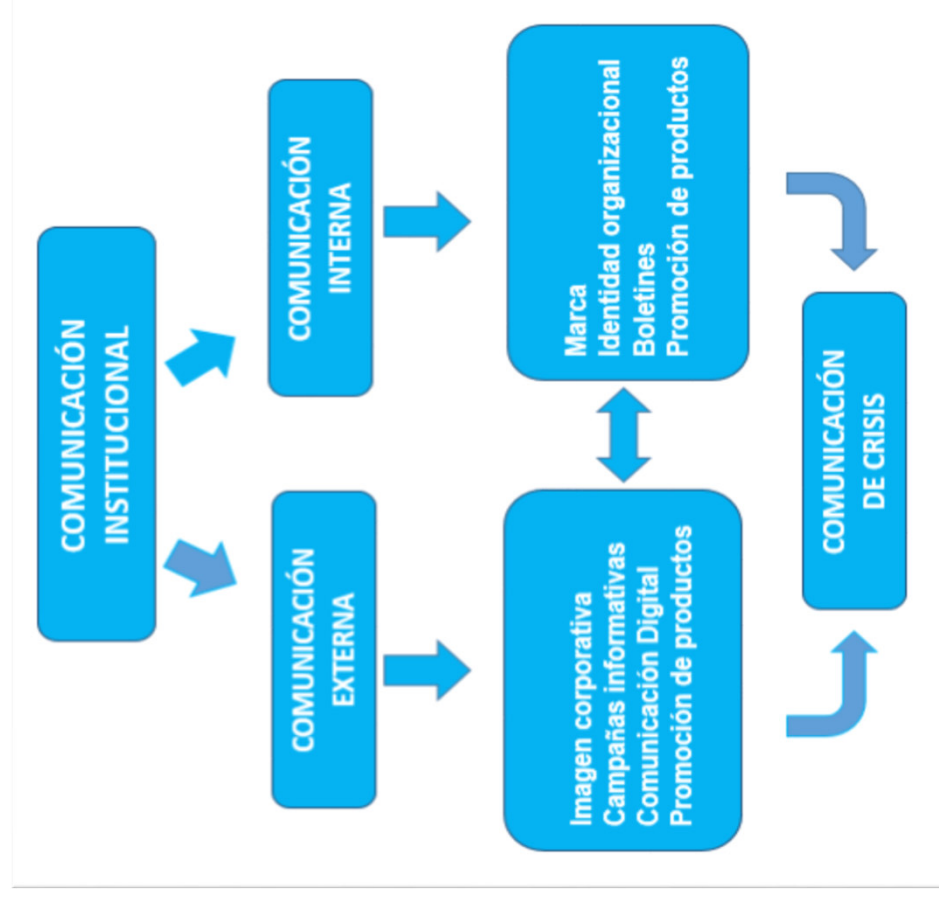 COMUNICACIÓN
INSTITUCIONAL
COMUNICACIÓN
EXTERNA
COMUNICACIÓN
INTERNA
Imagen corporativa
Campañas informativas
Comunicación Digital
Promoción de productos
Marca
Identidad organizacional
Boletines
Promoción de productos
COMUNICACIÓN
DE CRISIS